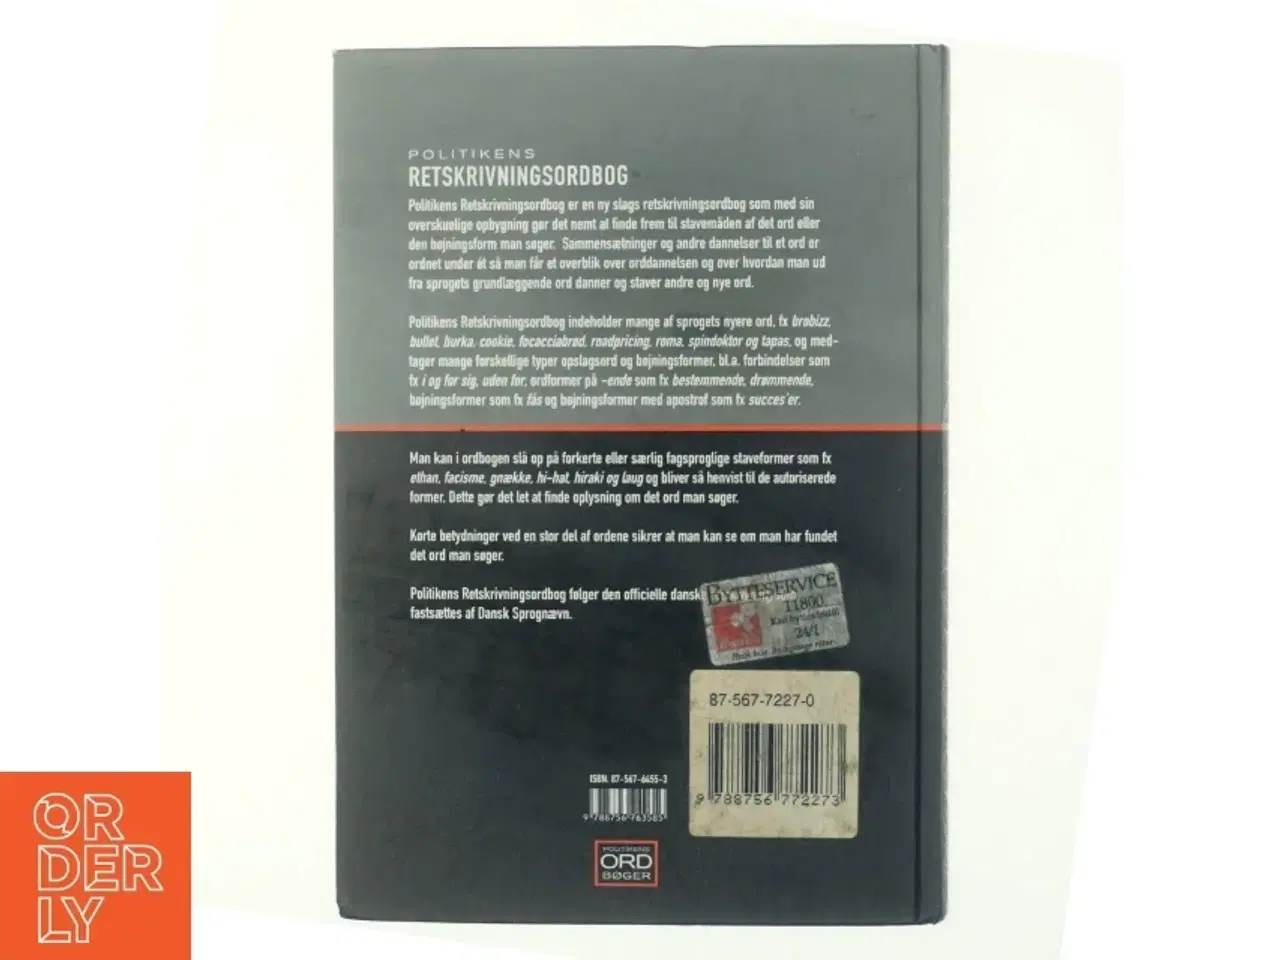 POLITIKENS
RETSKRIVNINGSORDBOG
Politikens Retskrivningsordbog er en ny slags retskrivningsordbog som med sin
overskuelige opbygning gør det nemt at finde frem til stavemåden af det ord eller
den bøjningsform man søger. Sammensætninger og andre dannelser til et ord er
ordnet under ét så man får et overblik over orddannelsen og over hvordan man ud
fra sprogets grundlæggende ord danner og staver andre og nye ord.
Politikens Retskrivningsordbog indeholder mange af sprogets nyere ord, fx brobizz,
bullet, burka, cookie, focacciabrød, roadpricing, roma, spindoktor og tapas, og med-
tager mange forskellige typer opslagsord og bøjningsformer, bl.a. forbindelser som
fx i og for sig, uden for, ordformer på -ende som fx bestemmende, drømmende,
bøjningsformer som fx fås og bøjningsformer med apostrof som fx succes'er.
Man kan i ordbogen slå op på forkerte eller særlig fagsproglige staveformer som fx
ethan, facisme, gnække, hi-hat, hiraki og laug og bliver så henvist til de autoriserede
former. Dette gør det let at finde oplysning om det ord man søger.
Korte betydninger ved en stor del af ordene sikrer at man kan se om man har fundet
det ord man søger.
Politikens Retskrivningsordbog følger den officielle dansk
fastsættes af Dansk Sprognævn.
BYTTESERVICE
11800
Kan byttes indtil
24/1
87-567-7227-0
9 788756 772273
ISBN 87-567-6455-3
9 788756 763585
POLITIKENS
ORD
BØGER
ORDERLY